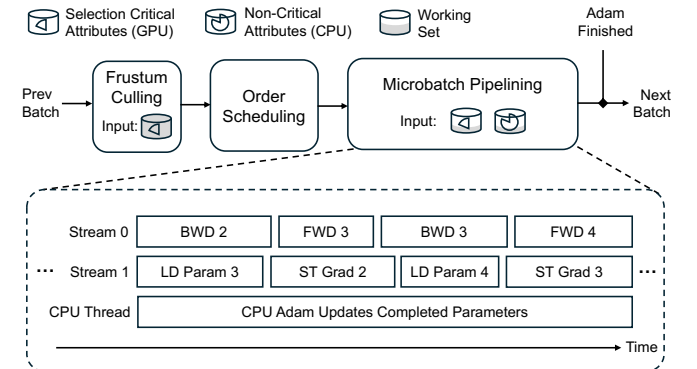 Selection Critical
Attributes (GPU)
Non-Critical
Attributes (CPU)
Working
Set
Adam
Finished
Prev
Batch
Frustum
Culling
Input:
Order
Scheduling
Microbatch Pipelining
Input:
Next
Batch
Stream 0
BWD 2
FWD 3
BWD 3
FWD 4
... Stream 1
LD Param 3
ST Grad 2
LD Param 4
ST Grad 3
...
CPU Thread
CPU Adam Updates Completed Parameters
Time